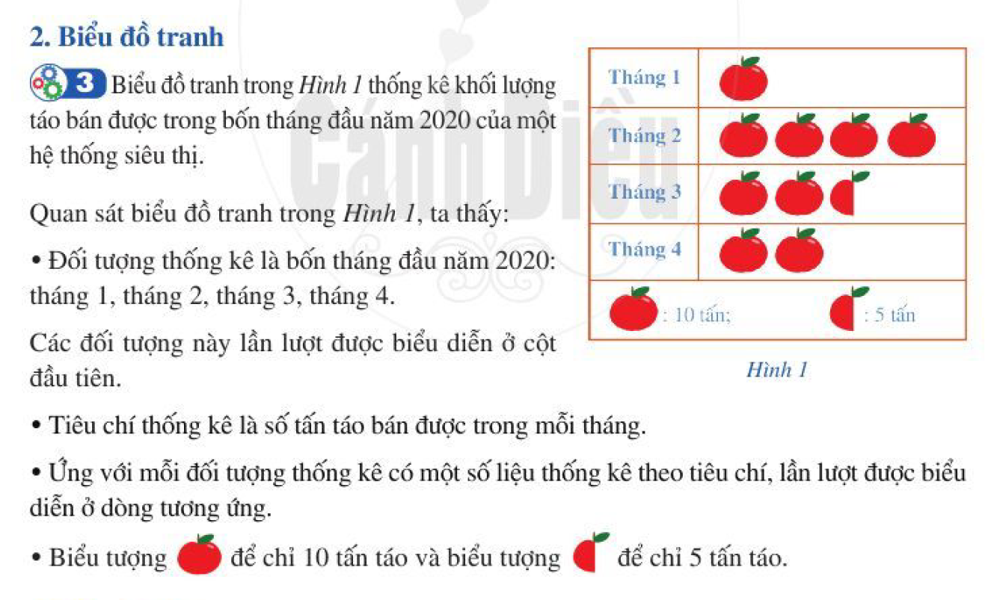 2. Biểu đồ tranh
3 Biểu đồ tranh trong Hình 1 thống kê khối lượng
táo bán được trong bốn tháng đầu năm 2020 của một
hệ thống siêu thị.
Quan sát biểu đồ tranh trong Hình 1, ta thấy:
• Đối tượng thống kê là bốn tháng đầu năm 2020:
tháng 1, tháng 2, tháng 3, tháng 4.
Các đối tượng này lần lượt được biểu diễn ở cột
đầu tiên.
Tháng 1
Tháng 2
Tháng 3
Tháng 4
: 10 tấn; : 5 tấn
Hình 1
• Tiêu chí thống kê là số tấn táo bán được trong mỗi tháng.
• Ứng với mỗi đối tượng thống kê có một số liệu thống kê theo tiêu chí, lần lượt được biểu
diễn ở dòng tương ứng.
• Biểu tượng để chỉ 10 tấn táo và biểu tượng để chỉ 5 tấn táo.
Cánh Diều